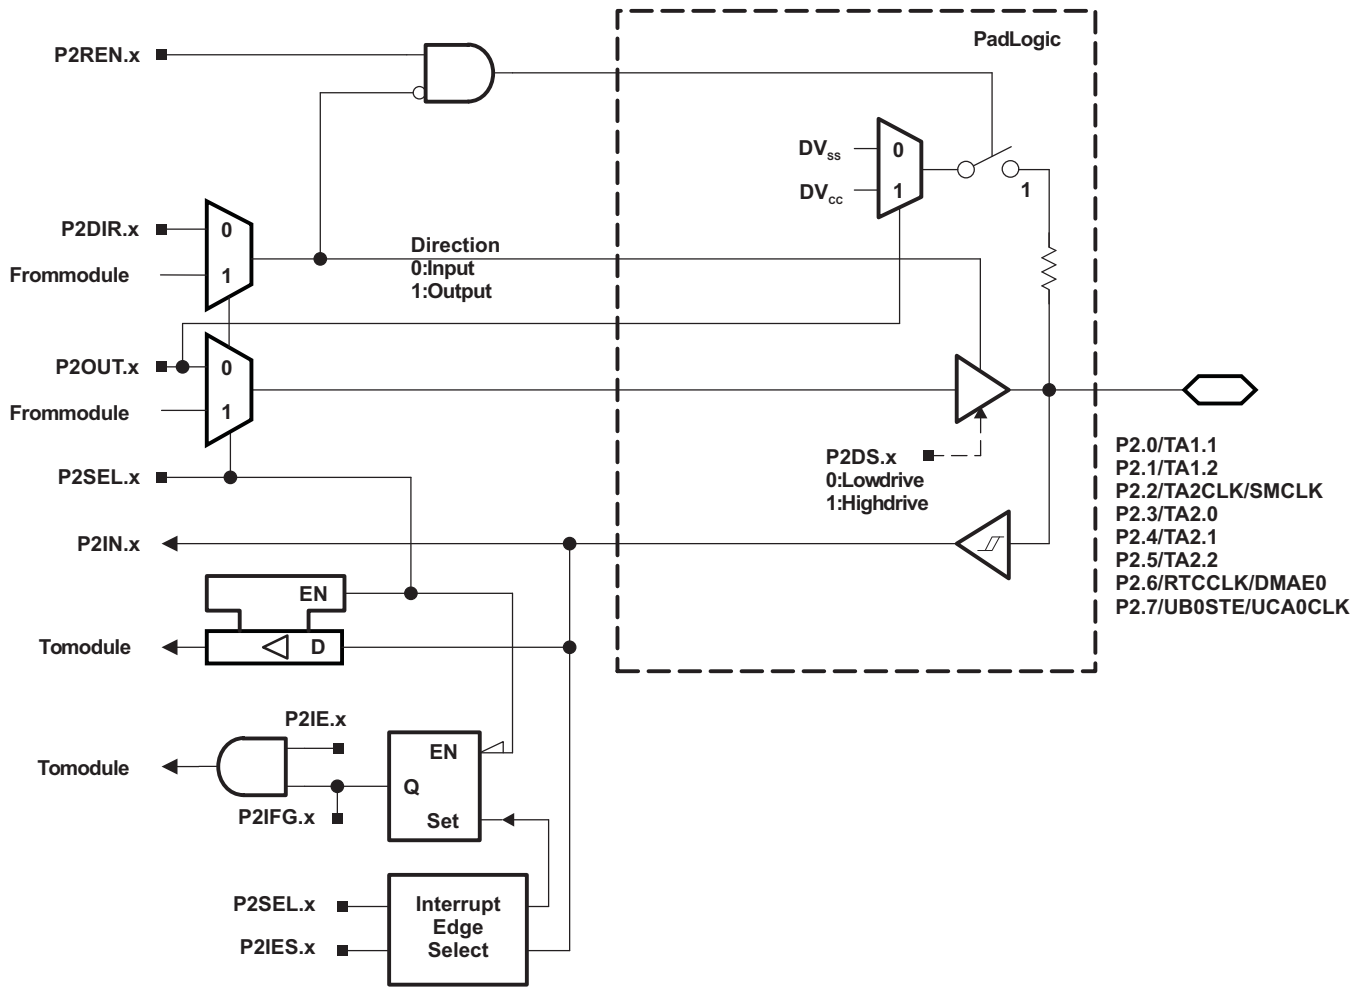 PadLogic
P2REN.x
DVSS
0
DVCC
1
1
P2DIR.x
0
Frommodule
1
Direction
0:Input
1:Output
P2OUT.x
0
Frommodule
1
P2SEL.x
P2DS.x
0:Lowdrive
1:Highdrive
P2.0/TA1.1
P2.1/TA1.2
P2.2/TA2CLK/SMCLK
P2.3/TA2.0
P2.4/TA2.1
P2.5/TA2.2
P2.6/RTCCLK/DMAE0
P2.7/UB0STE/UCA0CLK
P2IN.x
EN
Tomodule
D
P2IE.x
EN
Tomodule
Q
P2IFG.x
Set
P2SEL.x
P2IES.x
Interrupt
Edge
Select